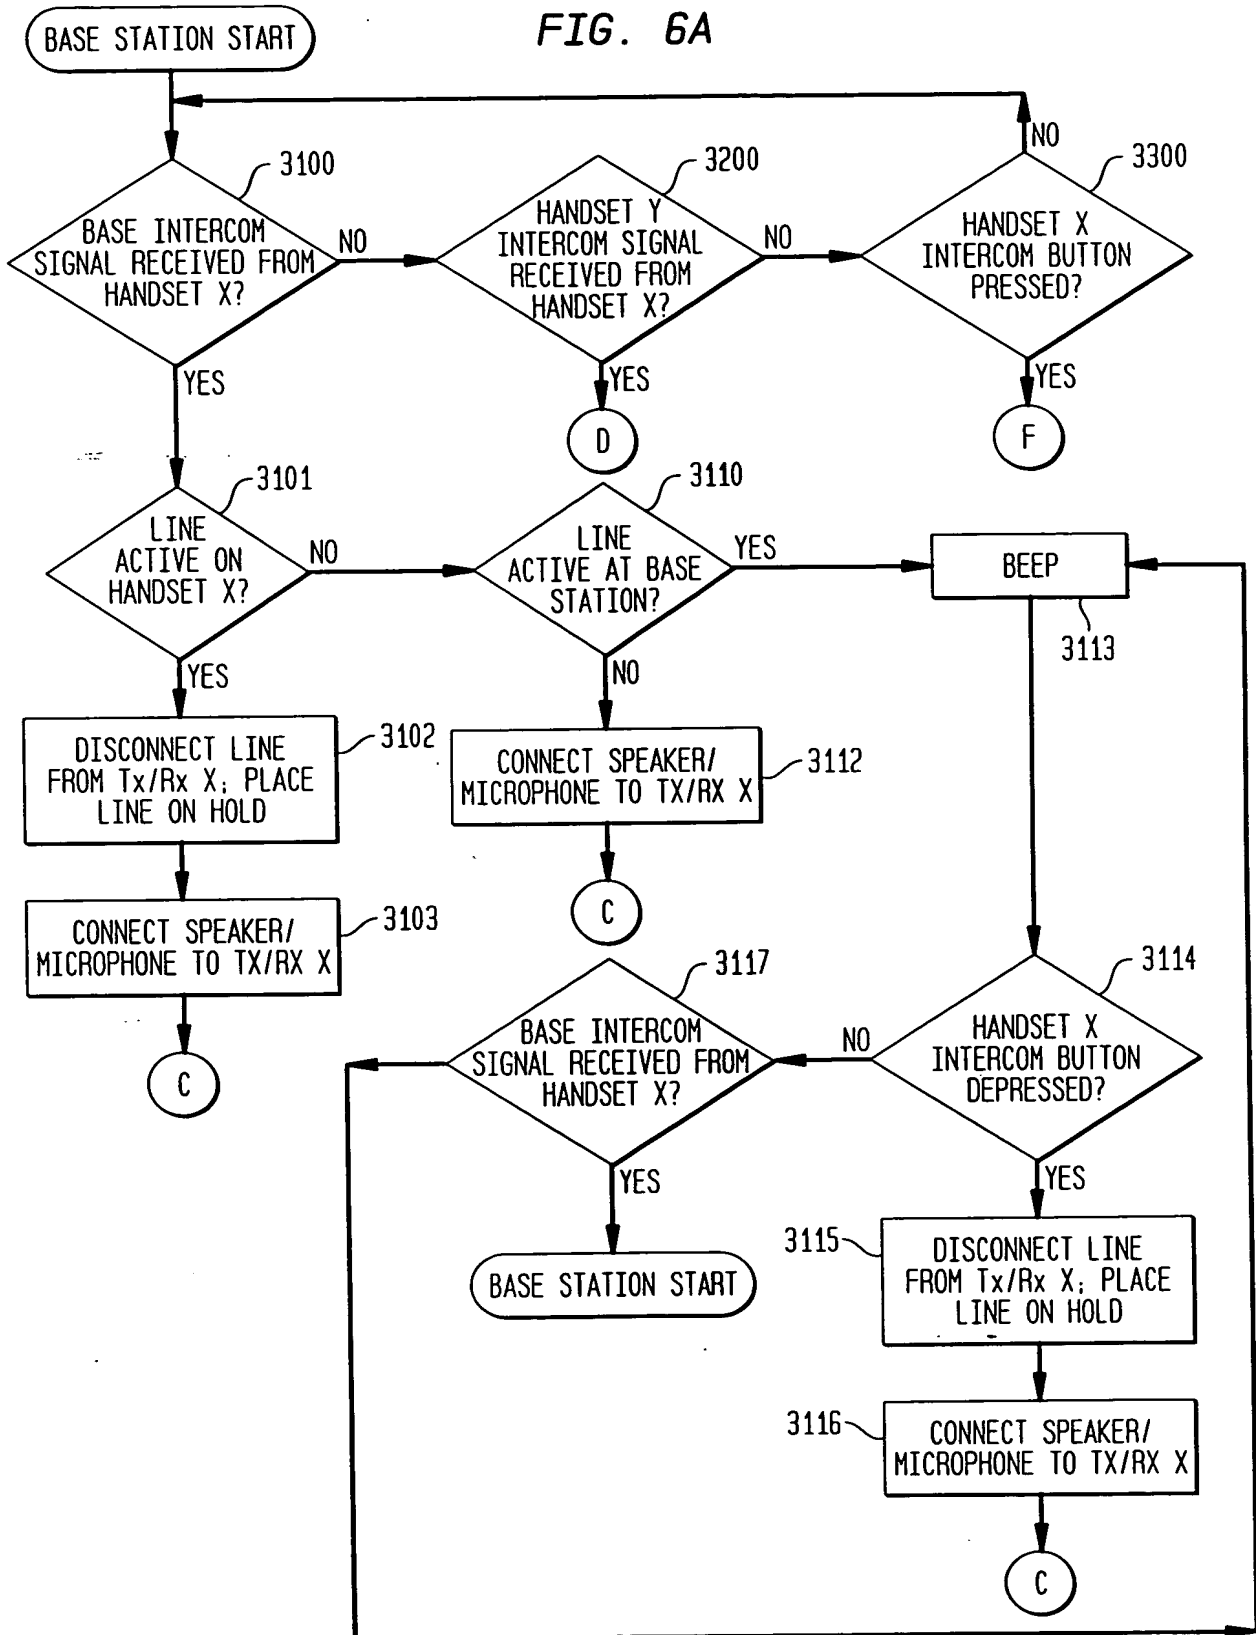 FIG. 6A
BASE STATION START
3100
BASE INTERCOM
SIGNAL RECEIVED FROM
HANDSET X?
NO
YES
3200
HANDSET Y
INTERCOM SIGNAL
RECEIVED FROM
HANDSET X?
NO
YES
D
3300
HANDSET X
INTERCOM BUTTON
PRESSED?
NO
YES
F
3101
LINE
ACTIVE ON
HANDSET X?
NO
YES
3110
LINE
ACTIVE AT BASE
STATION?
YES
NO
BEEP
3113
3102
DISCONNECT LINE
FROM Tx/Rx X; PLACE
LINE ON HOLD
3112
CONNECT SPEAKER/
MICROPHONE TO TX/RX X
C
3103
CONNECT SPEAKER/
MICROPHONE TO TX/RX X
C
3117
BASE INTERCOM
SIGNAL RECEIVED FROM
HANDSET X?
YES
BASE STATION START
3114
HANDSET X
INTERCOM BUTTON
DEPRESSED?
NO
YES
3115
DISCONNECT LINE
FROM Tx/Rx X; PLACE
LINE ON HOLD
3116
CONNECT SPEAKER/
MICROPHONE TO TX/RX X
C